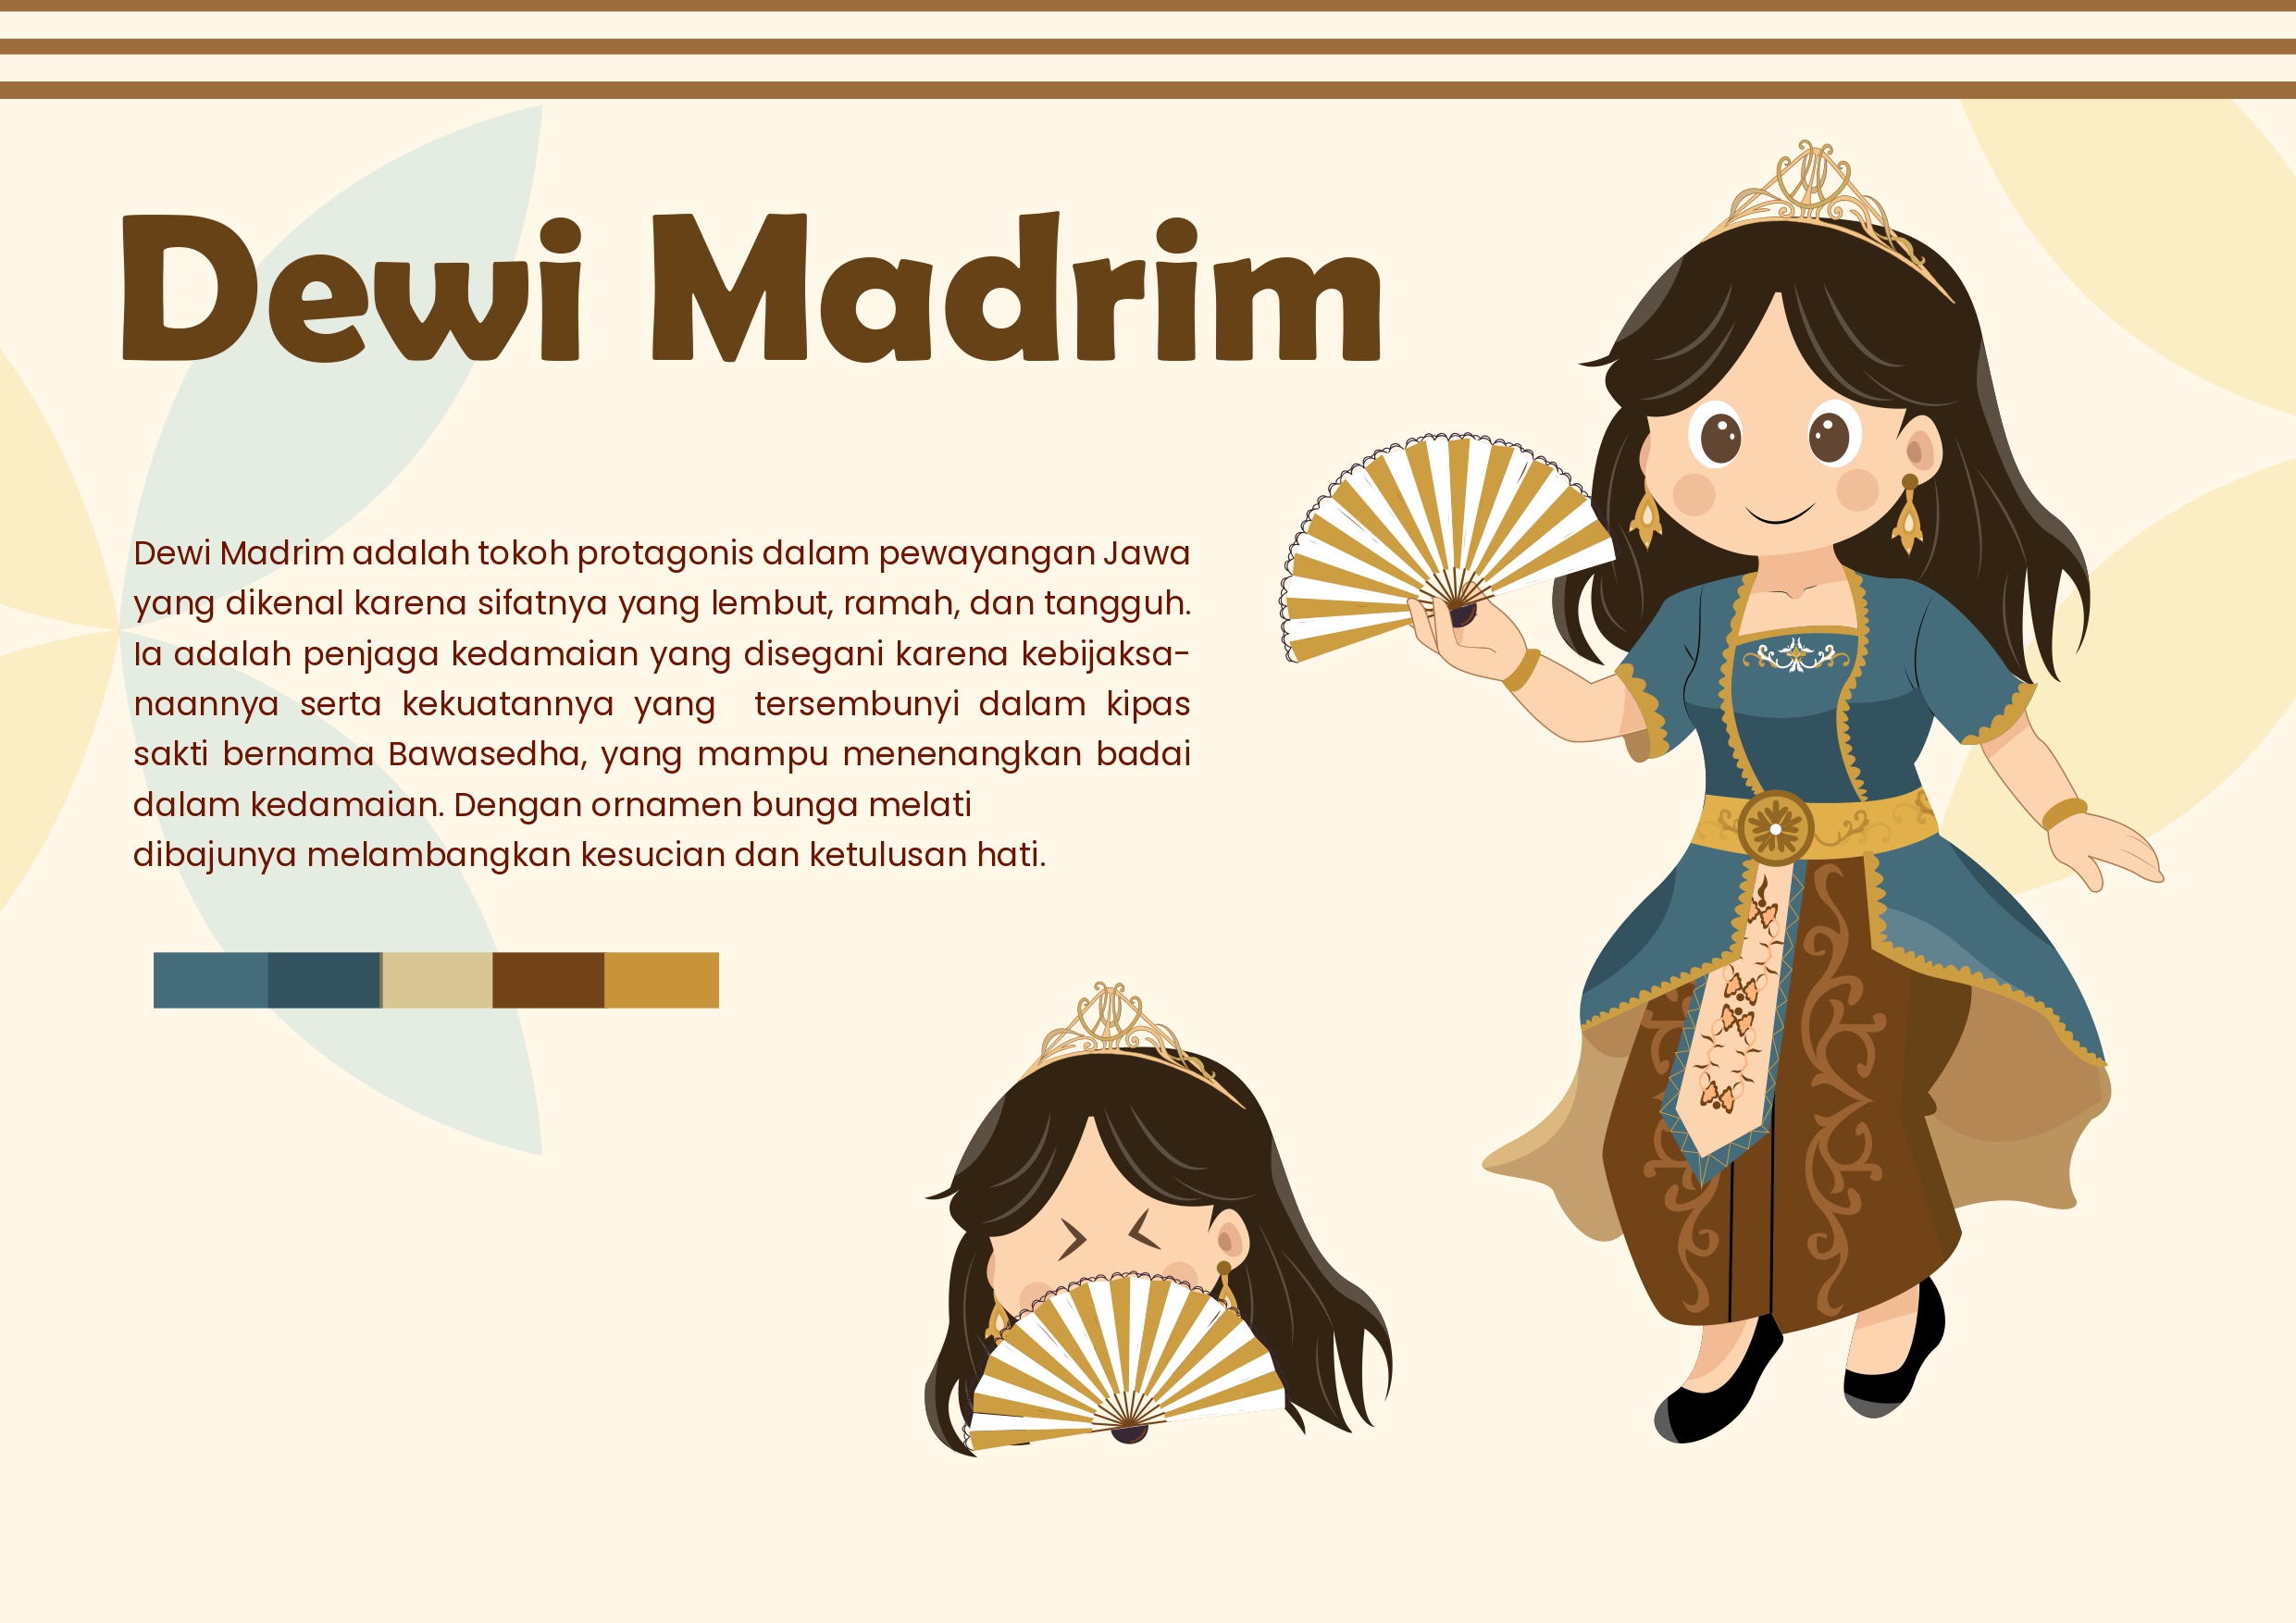 Dewi Madrim
Dewi Madrim adalah tokoh protagonis dalam pewayangan Jawa
yang dikenal karena sifatnya yang lembut, ramah, dan tangguh.
Ia adalah penjaga kedamaian yang disegani karena kebijaksa-
naannya serta kekuatannya yang tersembunyi dalam kipas
sakti bernama Bawasedha, yang mampu menenangkan badai
dalam kedamaian. Dengan ornamen bunga melati
dibajunya melambangkan kesucian dan ketulusan hati.